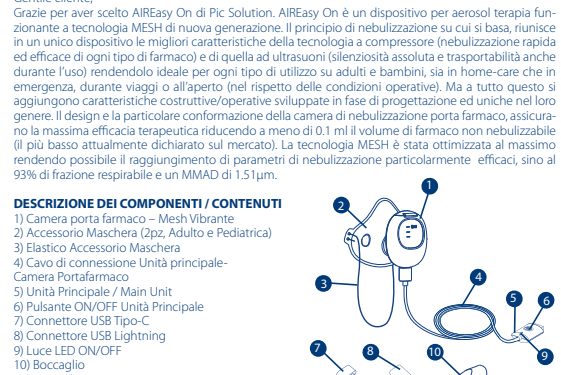 Gentile cliente,
Grazie per aver scelto AIREasy On di Pic Solution. AIREasy On è un dispositivo per aerosol terapia fun-
zionante a tecnologia MESH di nuova generazione. Il principio di nebulizzazione su cui si basa, riunisce
in un unico dispositivo le migliori caratteristiche della tecnologia a compressore (nebulizzazione rapida
ed efficace di ogni tipo di farmaco) e di quella ad ultrasuoni (silenziosità assoluta e trasportabilità anche
durante l'uso) rendendolo ideale per ogni tipo di utilizzo su adulti e bambini, sia in home-care che in
emergenza, durante viaggi o all'aperto (nel rispetto delle condizioni operative). Ma a tutto questo si
aggiungono caratteristiche costruttive/operative sviluppate in fase di progettazione ed uniche nel loro
genere. Il design e la particolare conformazione della camera di nebulizzazione porta farmaco, assicura-
no la massima efficacia terapeutica riducendo a meno di 0.1 ml il volume di farmaco non nebulizzabile
(il più basso attualmente dichiarato sul mercato). La tecnologia MESH è stata ottimizzata al massimo
rendendo possibile il raggiungimento di parametri di nebulizzazione particolarmente efficaci, sino al
93% di frazione respirabile e un MMAD di 1.51μm.
DESCRIZIONE DEI COMPONENTI / CONTENUTI
1) Camera porta farmaco – Mesh Vibrante
2) Accessorio Maschera (2pz, Adulto e Pediatrica)
3) Elastico Accessorio Maschera
4) Cavo di connessione Unità principale-
Camera Portafarmaco
5) Unità Principale / Main Unit
6) Pulsante ON/OFF Unità Principale
7) Connettore USB Tipo-C
8) Connettore USB Lightning
9) Luce LED ON/OFF
10) Boccaglio
1
2
3
4
5
6
7
8
10
9